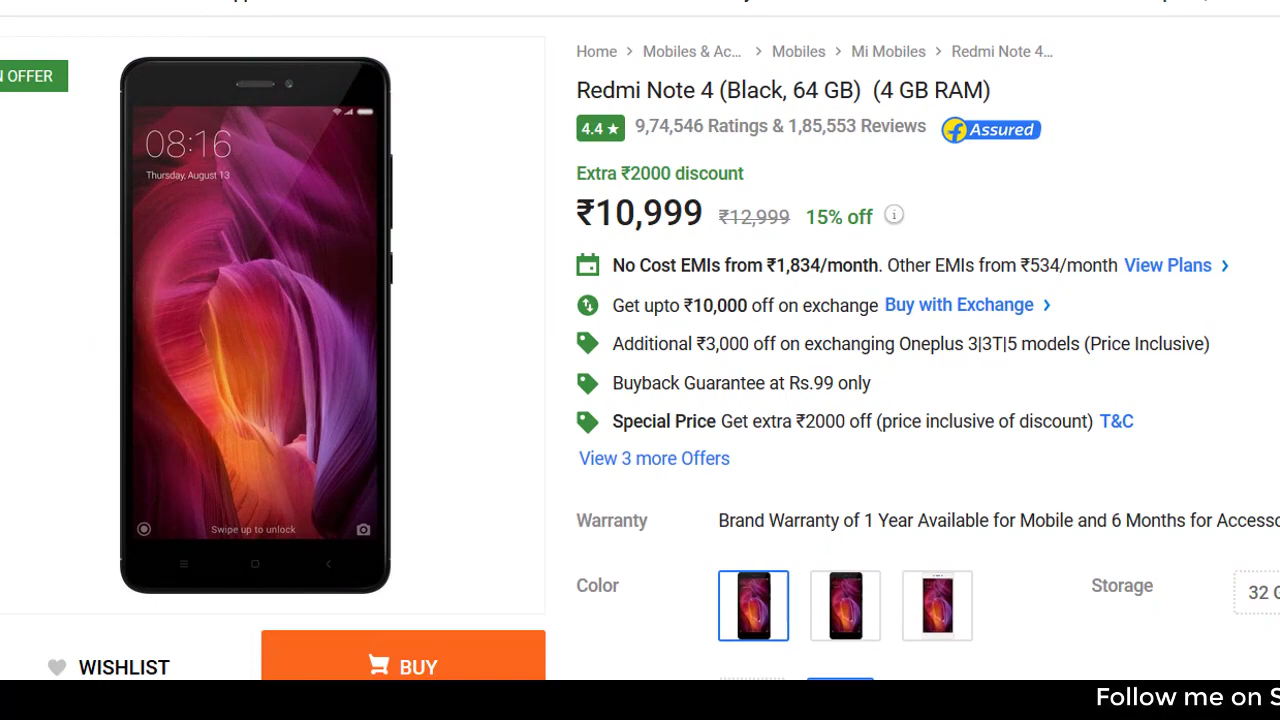 Home > Mobiles & Ac... > Mobiles > Mi Mobiles > Redmi Note 4...
N OFFER
Redmi Note 4 (Black, 64 GB) (4 GB RAM)
4.4 ★ 9,74,546 Ratings & 1,85,553 Reviews Assured
Extra ₹2000 discount
₹10,999 ₹12,999 15% off i
No Cost EMIs from ₹1,834/month. Other EMIs from ₹534/month View Plans >
Get upto ₹10,000 off on exchange Buy with Exchange >
Additional ₹3,000 off on exchanging Oneplus 3|3T|5 models (Price Inclusive)
Buyback Guarantee at Rs.99 only
Special Price Get extra ₹2000 off (price inclusive of discount) T&C
View 3 more Offers
Warranty Brand Warranty of 1 Year Available for Mobile and 6 Months for Accesso
Color Storage 32 G
08:16
Thursday, August 13
Swipe up to unlock
WISHLIST BUY
Follow me on S